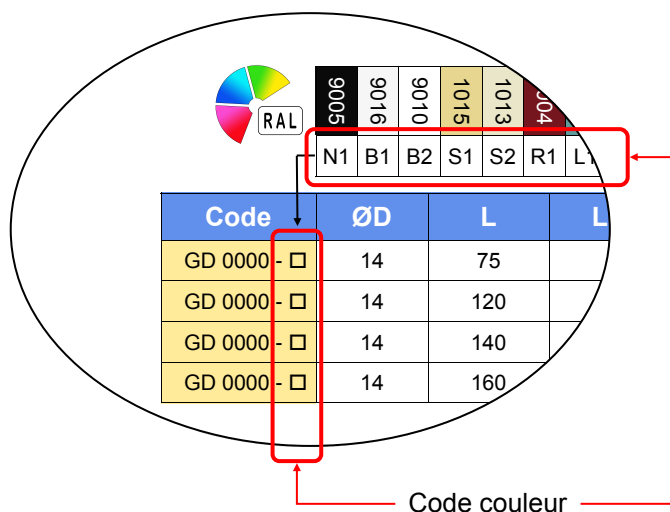 RAL 9005 9016 9010 1015 1013
N1 B1 B2 S1 S2 R1 L1
Code ØD L L
GD 0000 - □ 14 75
GD 0000 - □ 14 120
GD 0000 - □ 14 140
GD 0000 - □ 14 160
Code couleur